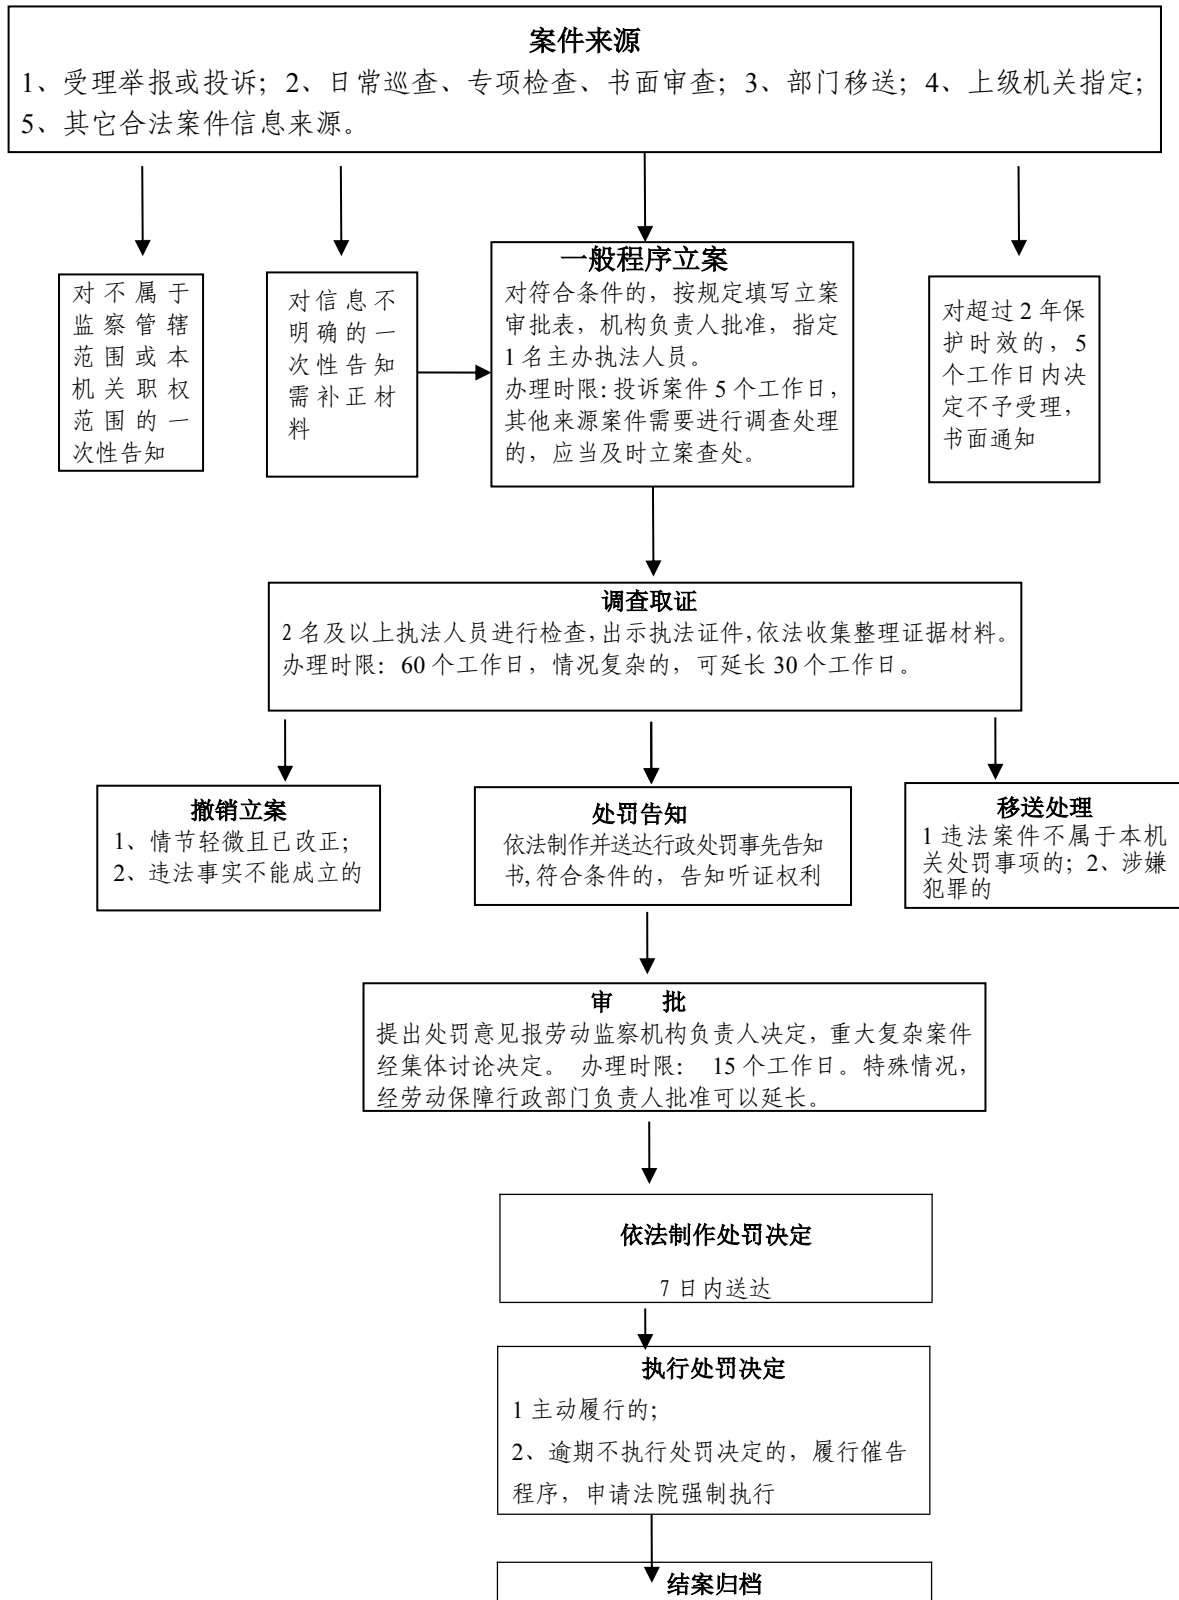 案件来源
1、受理举报或投诉；2、日常巡查、专项检查、书面审查；3、部门移送；4、上级机关指定；
5、其它合法案件信息来源。
对不属于
监察管辖
范围或本
机关职权
范围的一
次性告知
对信息不
明确的一
次性告知
需补正材
料
一般程序立案
对符合条件的，按规定填写立案
审批表，机构负责人批准，指定
1名主办执法人员。
办理时限：投诉案件5个工作日，
其他来源案件需要进行调查处理
的，应当及时立案查处。
对超过2年保
护时效的，5
个工作日内决
定不予受理，
书面通知
调查取证
2名及以上执法人员进行检查，出示执法证件，依法收集整理证据材料。
办理时限：60个工作日，情况复杂的，可延长30个工作日。
撤销立案
1、情节轻微且已改正；
2、违法事实不能成立的
处罚告知
依法制作并送达行政处罚事先告知
书，符合条件的，告知听证权利
移送处理
1违法案件不属于本机
关处罚事项的；2、涉嫌
犯罪的
审 批
提出处罚意见报劳动监察机构负责人决定，重大复杂案件
经集体讨论决定。 办理时限： 15个工作日。特殊情况，
经劳动保障行政部门负责人批准可以延长。
依法制作处罚决定
7日内送达
执行处罚决定
1主动履行的；
2、逾期不执行处罚决定的，履行催告
程序，申请法院强制执行
结案归档